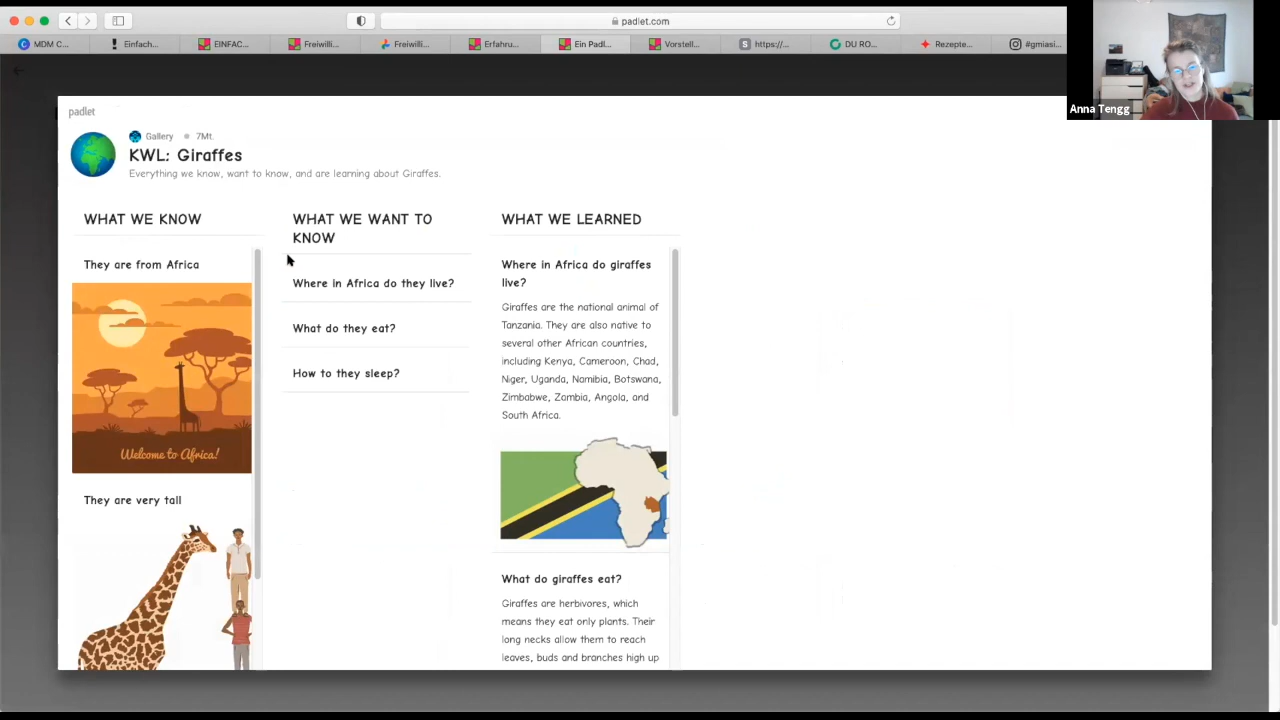 padlet.com
MDM C...
Einfach...
EINFAC...
Freiwilli...
Freiwilli...
Erfahru...
Ein Padl...
Vorstell...
https://...
DU RO...
Rezepte...
#gmiasi...
Anna Tengg
padlet
Gallery 7Mt.
KWL: Giraffes
Everything we know, want to know, and are learning about Giraffes.
WHAT WE KNOW
They are from Africa
Welcome to Africa!
They are very tall
WHAT WE WANT TO
KNOW
Where in Africa do they live?
What do they eat?
How to they sleep?
WHAT WE LEARNED
Where in Africa do giraffes
live?
Giraffes are the national animal of
Tanzania. They are also native to
several other African countries,
including Kenya, Cameroon, Chad,
Niger, Uganda, Namibia, Botswana,
Zimbabwe, Zambia, Angola, and
South Africa.
What do giraffes eat?
Giraffes are herbivores, which
means they eat only plants. Their
long necks allow them to reach
leaves, buds and branches high up